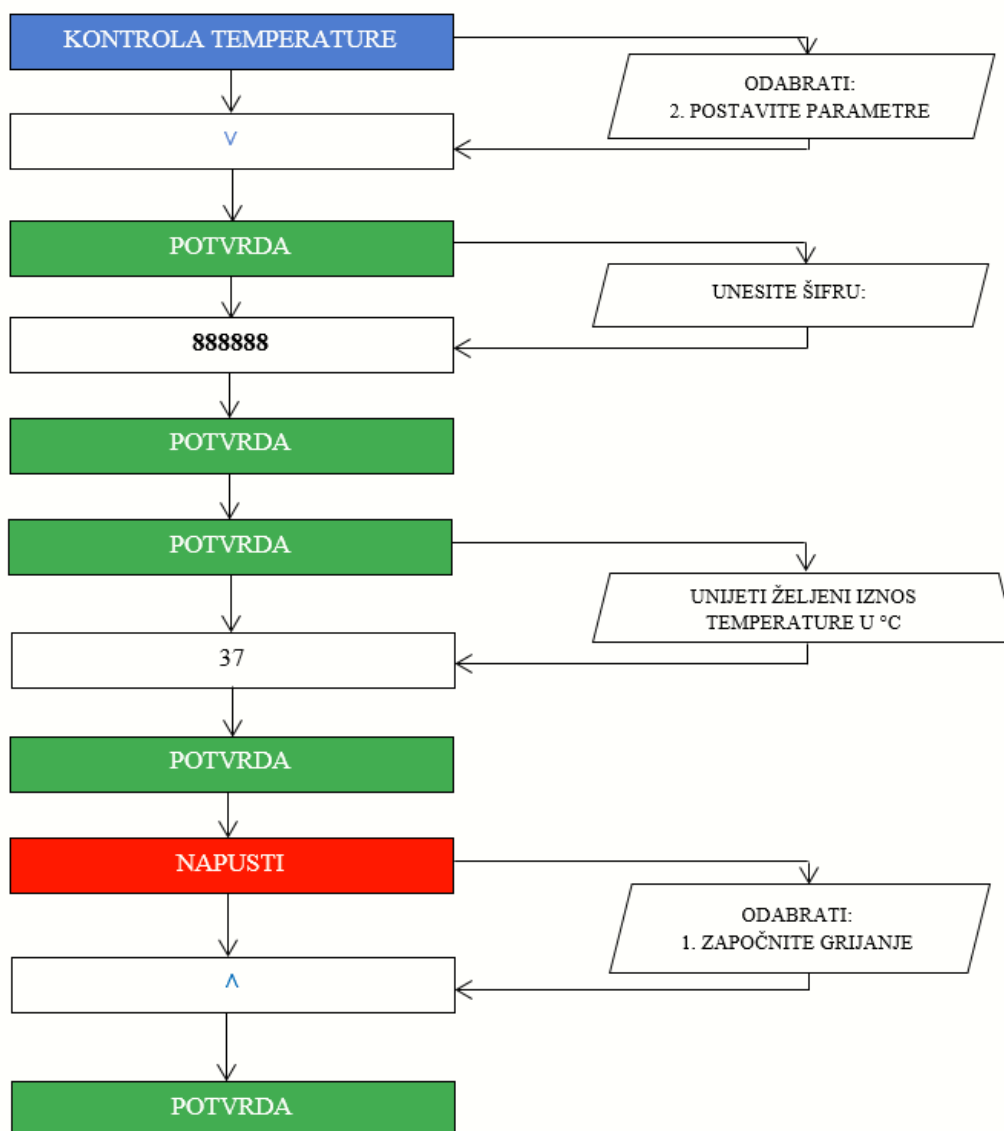 KONTROLA TEMPERATURE
ODABRATI:
2. POSTAVITE PARAMETRE
˅
POTVRDA
UNESITE ŠIFRU:
888888
POTVRDA
POTVRDA
UNIJETI ŽELJENI IZNOS
TEMPERATURE U °C
37
POTVRDA
NAPUSTI
ODABRATI:
1. ZAPOČNITE GRIJANJE
˄
POTVRDA